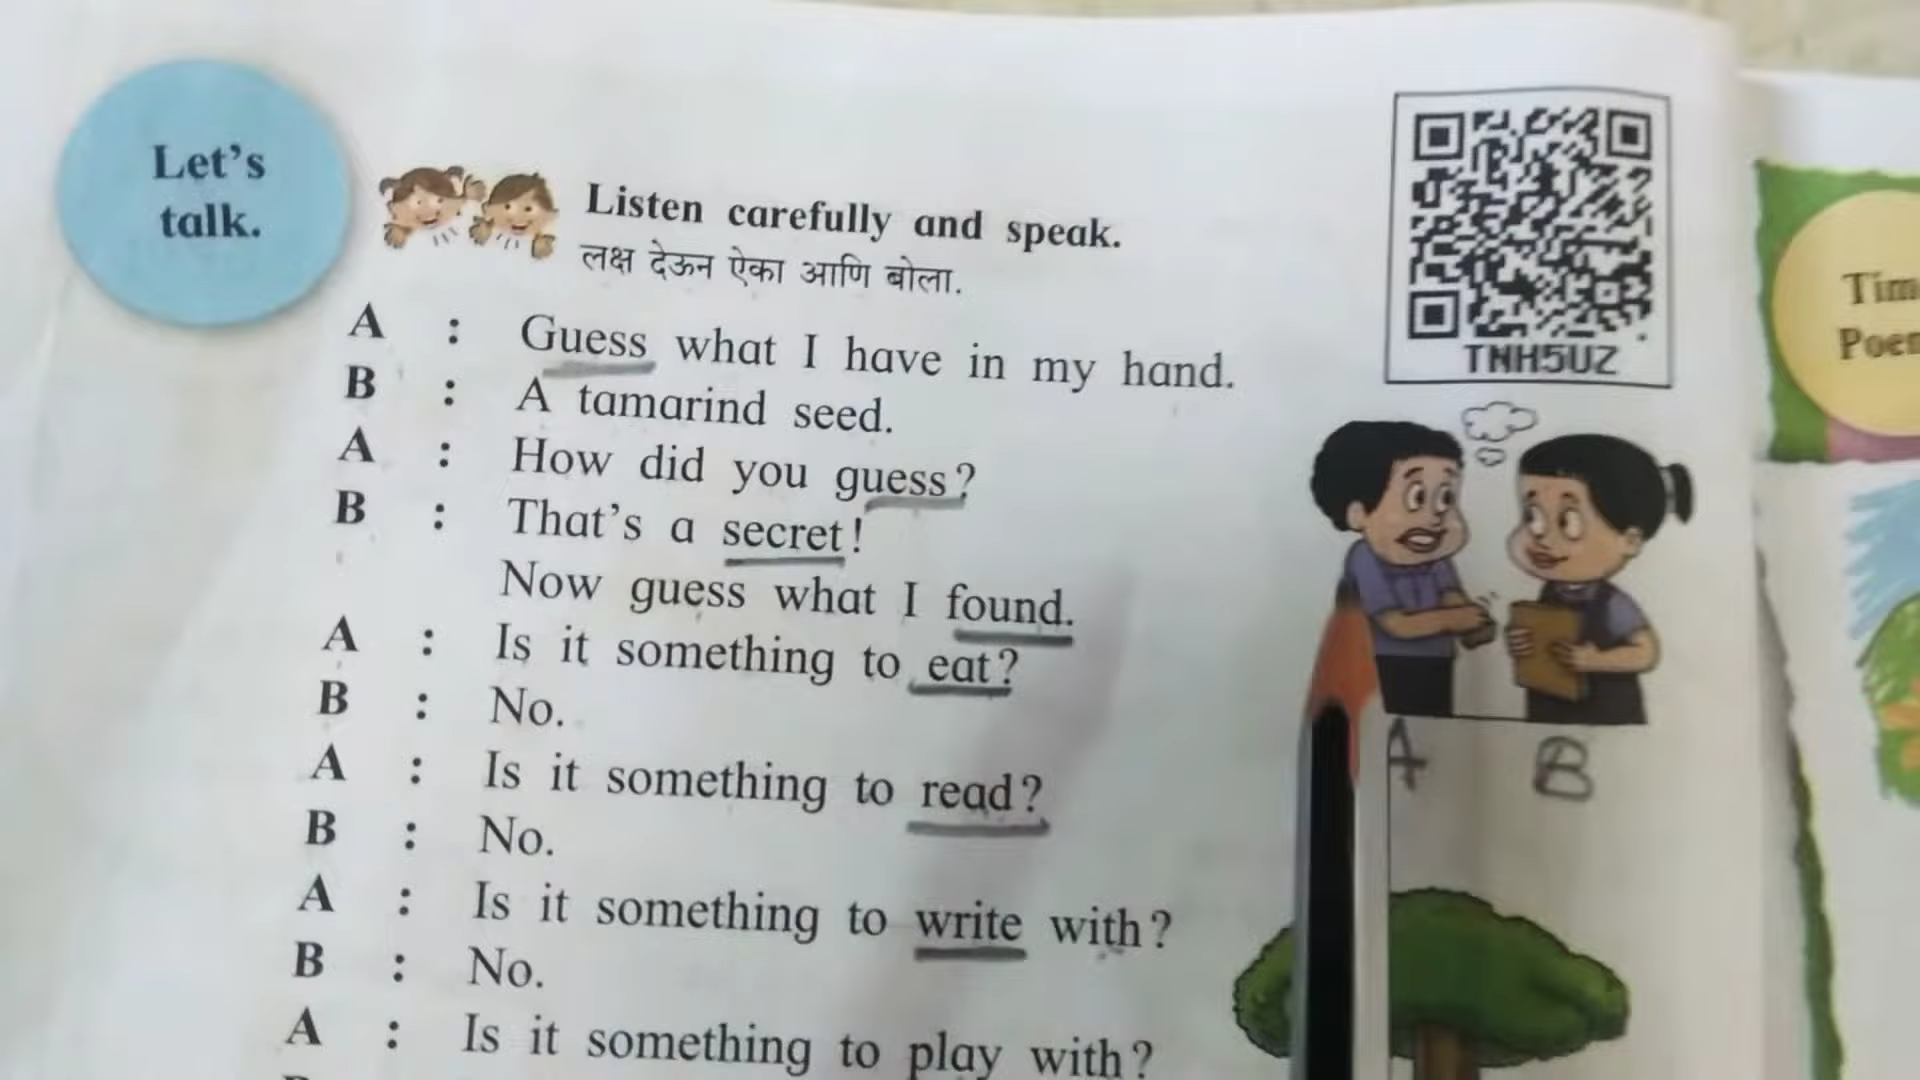 Let's
talk.
Listen carefully and speak.
लक्ष देऊन ऐका आणि बोला.
TNH5UZ
A : Guess what I have in my hand.
B : A tamarind seed.
A : How did you guess?
B : That's a secret!
Now guess what I found.
A : Is it something to eat?
B : No.
A : Is it something to read?
B : No.
A : Is it something to write with?
B : No.
A : Is it something to play with?
A B